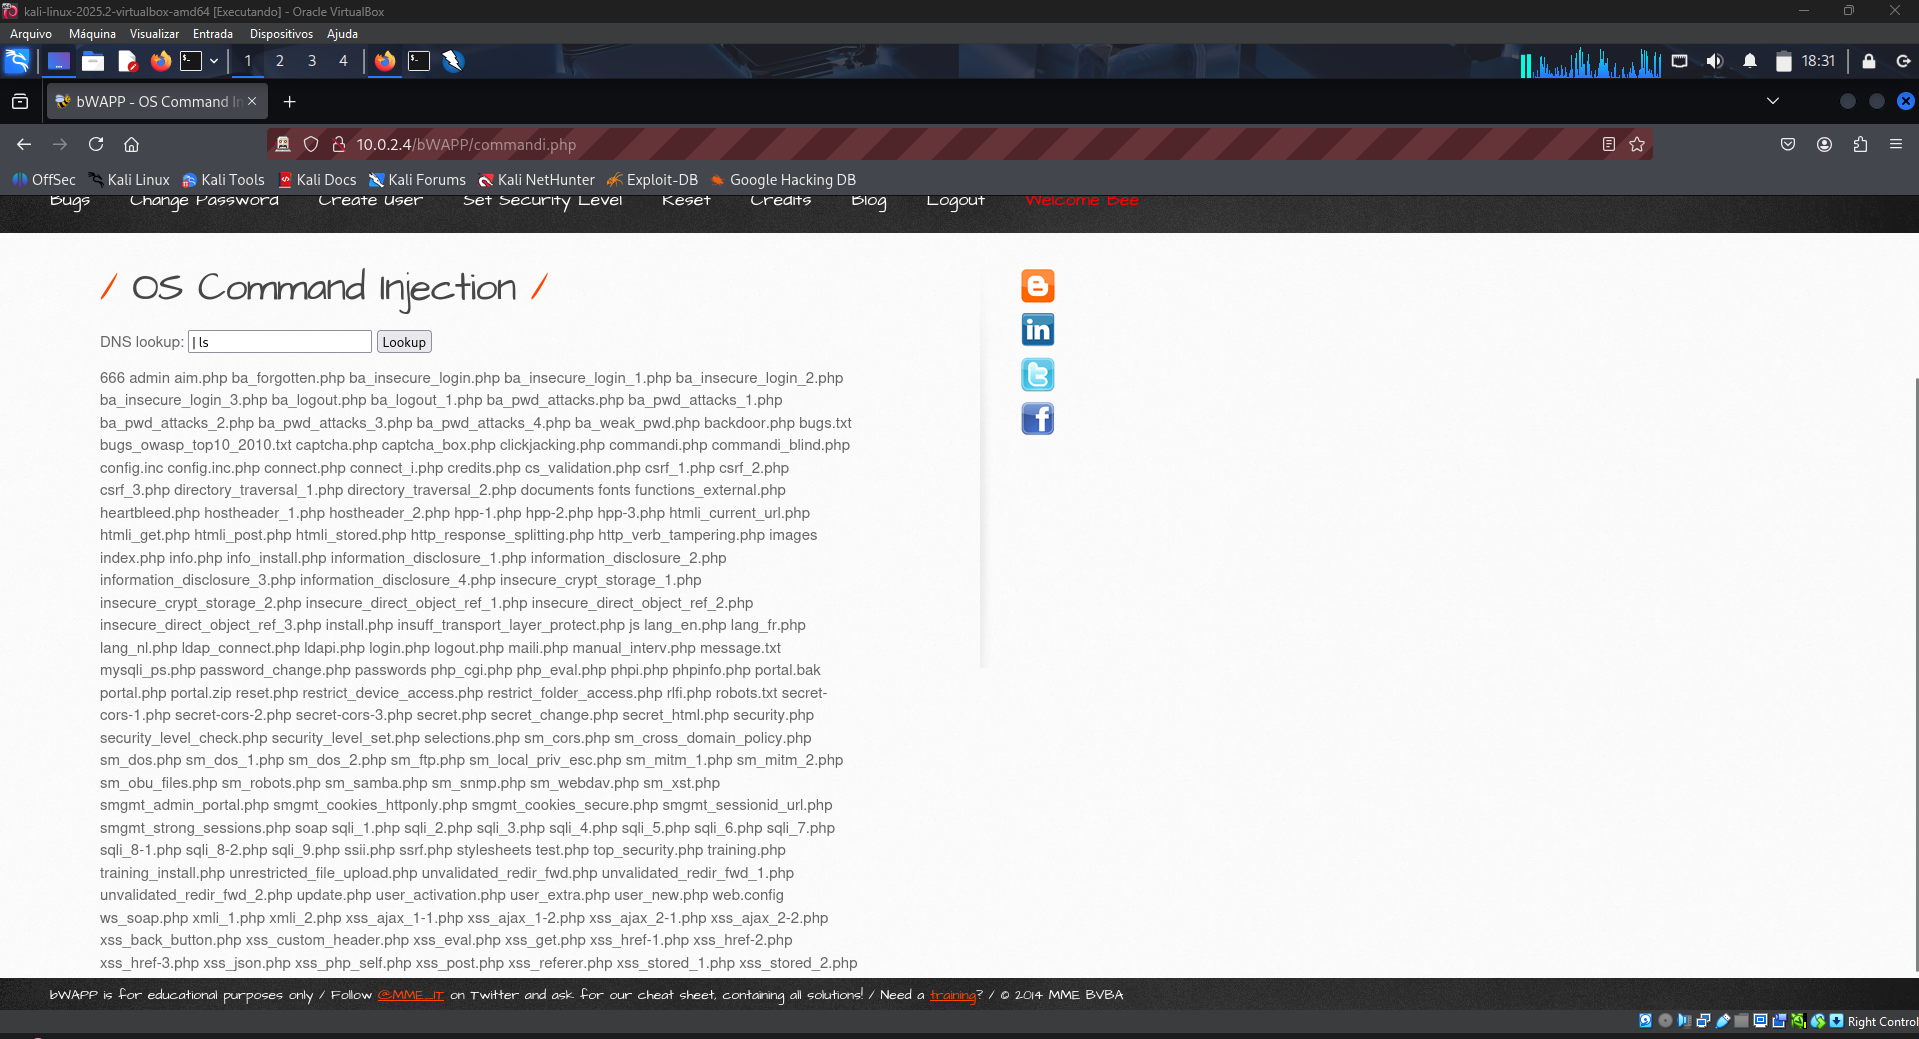 kali-linux-2025.2-virtualbox-amd64 [Executando] - Oracle VirtualBox
Arquivo Máquina Visualizar Entrada Dispositivos Ajuda
1 2 3 4 18:31
bWAPP - OS Command In
10.0.2.4/bWAPP/commandi.php
OffSec Kali Linux Kali Tools Kali Docs Kali Forums Kali NetHunter Exploit-DB Google Hacking DB
Bugs Change Password Create User Set Security Level Reset Credits Blog Logout Welcome Bee
/ OS Command Injection /
DNS lookup: | ls Lookup
666 admin aim.php ba_forgotten.php ba_insecure_login.php ba_insecure_login_1.php ba_insecure_login_2.php
ba_insecure_login_3.php ba_logout.php ba_logout_1.php ba_pwd_attacks.php ba_pwd_attacks_1.php
ba_pwd_attacks_2.php ba_pwd_attacks_3.php ba_pwd_attacks_4.php ba_weak_pwd.php backdoor.php bugs.txt
bugs_owasp_top10_2010.txt captcha.php captcha_box.php clickjacking.php commandi.php commandi_blind.php
config.inc config.inc.php connect.php connect_i.php credits.php cs_validation.php csrf_1.php csrf_2.php
csrf_3.php directory_traversal_1.php directory_traversal_2.php documents fonts functions_external.php
heartbleed.php hostheader_1.php hostheader_2.php hpp-1.php hpp-2.php hpp-3.php htmli_current_url.php
htmli_get.php htmli_post.php htmli_stored.php http_response_splitting.php http_verb_tampering.php images
index.php info.php info_install.php information_disclosure_1.php information_disclosure_2.php
information_disclosure_3.php information_disclosure_4.php insecure_crypt_storage_1.php
insecure_crypt_storage_2.php insecure_direct_object_ref_1.php insecure_direct_object_ref_2.php
insecure_direct_object_ref_3.php install.php insuff_transport_layer_protect.php js lang_en.php lang_fr.php
lang_nl.php ldap_connect.php ldapi.php login.php logout.php maili.php manual_interv.php message.txt
mysqli_ps.php password_change.php passwords php_cgi.php php_eval.php phpi.php phpinfo.php portal.bak
portal.php portal.zip reset.php restrict_device_access.php restrict_folder_access.php rlfi.php robots.txt secret-
cors-1.php secret-cors-2.php secret-cors-3.php secret.php secret_change.php secret_html.php security.php
security_level_check.php security_level_set.php selections.php sm_cors.php sm_cross_domain_policy.php
sm_dos.php sm_dos_1.php sm_dos_2.php sm_ftp.php sm_local_priv_esc.php sm_mitm_1.php sm_mitm_2.php
sm_obu_files.php sm_robots.php sm_samba.php sm_snmp.php sm_webdav.php sm_xst.php
smgmt_admin_portal.php smgmt_cookies_httponly.php smgmt_cookies_secure.php smgmt_sessionid_url.php
smgmt_strong_sessions.php soap sqli_1.php sqli_2.php sqli_3.php sqli_4.php sqli_5.php sqli_6.php sqli_7.php
sqli_8-1.php sqli_8-2.php sqli_9.php ssii.php ssrf.php stylesheets test.php top_security.php training.php
training_install.php unrestricted_file_upload.php unvalidated_redir_fwd.php unvalidated_redir_fwd_1.php
unvalidated_redir_fwd_2.php update.php user_activation.php user_extra.php user_new.php web.config
ws_soap.php xmli_1.php xmli_2.php xss_ajax_1-1.php xss_ajax_1-2.php xss_ajax_2-1.php xss_ajax_2-2.php
xss_back_button.php xss_custom_header.php xss_eval.php xss_get.php xss_href-1.php xss_href-2.php
xss_href-3.php xss_json.php xss_php_self.php xss_post.php xss_referer.php xss_stored_1.php xss_stored_2.php
bWAPP is for educational purposes only / Follow @MME_IT on Twitter and ask for our cheat sheet, containing all solutions! / Need a training? / © 2014 MME BVBA
Right Control